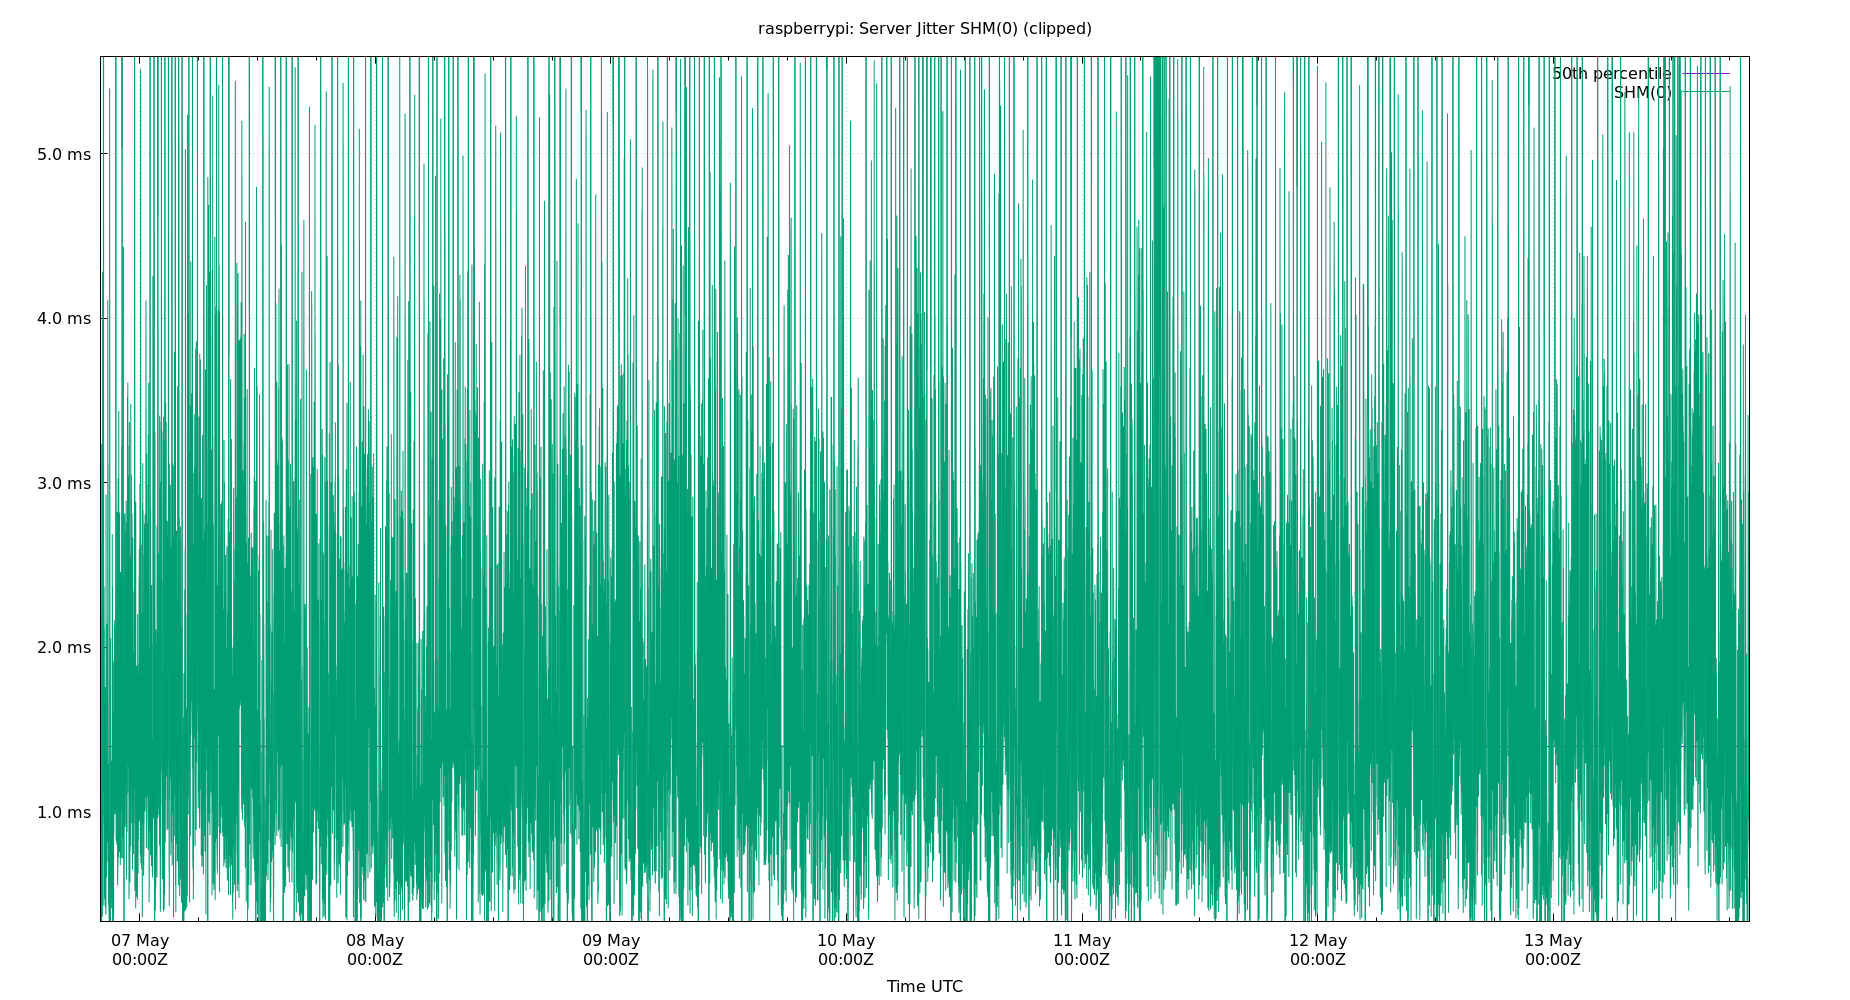 raspberrypi: Server Jitter SHM(0) (clipped)
50th percentile
SHM(0)
5.0 ms
4.0 ms
3.0 ms
2.0 ms
1.0 ms
07 May 08 May 09 May 10 May 11 May 12 May 13 May
00:00Z 00:00Z 00:00Z 00:00Z 00:00Z 00:00Z 00:00Z
Time UTC